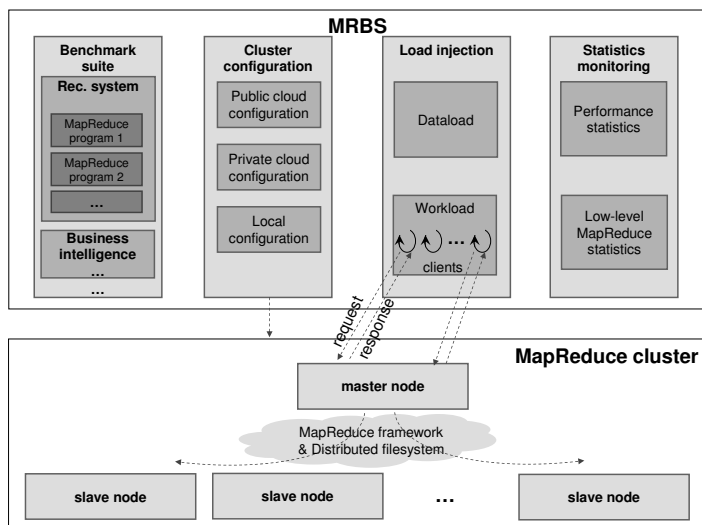 MRBS
Benchmark
suite
Rec. system
MapReduce
program 1
MapReduce
program 2
...
Business
intelligence
...
...
Cluster
configuration
Public cloud
configuration
Private cloud
configuration
Local
configuration
Load injection
Dataload
Workload
...
clients
Statistics
monitoring
Performance
statistics
Low-level
MapReduce
statistics
request
response
MapReduce cluster
master node
MapReduce framework
& Distributed filesystem
slave node
slave node
...
slave node